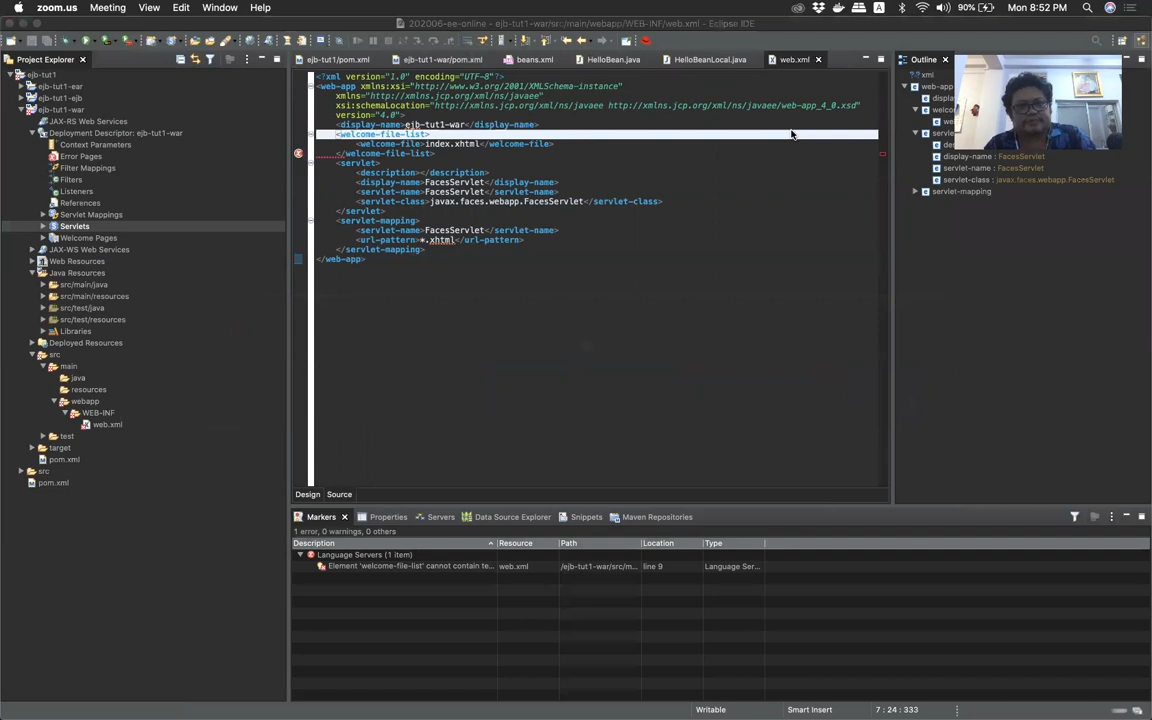 zoom.us Meeting View Edit Window Help 90% Mon 8:52 PM
202006-ee-online - ejb-tut1-war/src/main/webapp/WEB-INF/web.xml - Eclipse IDE
Project Explorer
ejb-tut1/pom.xml ejb-tut1-war/pom.xml beans.xml HelloBean.java HelloBeanLocal.java web.xml
Outline
ejb-tut1
ejb-tut1-ear
ejb-tut1-ejb
ejb-tut1-war
JAX-RS Web Services
Deployment Descriptor: ejb-tut1-war
Context Parameters
Error Pages
Filter Mappings
Filters
Listeners
References
Servlet Mappings
Servlets
Welcome Pages
JAX-WS Web Services
Web Resources
Java Resources
src/main/java
src/main/resources
src/test/java
src/test/resources
Libraries
Deployed Resources
src
main
java
resources
webapp
WEB-INF
web.xml
test
target
pom.xml
src
pom.xml
<?xml version="1.0" encoding="UTF-8"?>
<web-app xmlns:xsi="http://www.w3.org/2001/XMLSchema-instance"
xmlns="http://xmlns.jcp.org/xml/ns/javaee"
xsi:schemaLocation="http://xmlns.jcp.org/xml/ns/javaee http://xmlns.jcp.org/xml/ns/javaee/web-app_4_0.xsd"
version="4.0">
<display-name>ejb-tut1-war</display-name>
<welcome-file-list>
<welcome-file>index.xhtml</welcome-file>
</welcome-file-list>
<servlet>
<description></description>
<display-name>FacesServlet</display-name>
<servlet-name>FacesServlet</servlet-name>
<servlet-class>javax.faces.webapp.FacesServlet</servlet-class>
</servlet>
<servlet-mapping>
<servlet-name>FacesServlet</servlet-name>
<url-pattern>*.xhtml</url-pattern>
</servlet-mapping>
</web-app>
xml
web-app
display-name : FacesServlet
servlet-name : FacesServlet
servlet-class : javax.faces.webapp.FacesServlet
servlet-mapping
Design Source
Markers Properties Servers Data Source Explorer Snippets Maven Repositories
1 error, 0 warnings, 0 others
Description Resource Path Location Type
Language Servers (1 item)
Element 'welcome-file-list' cannot contain te... web.xml /ejb-tut1-war/src/m... line 9 Language Ser...
Writable Smart Insert 7 : 24 : 333